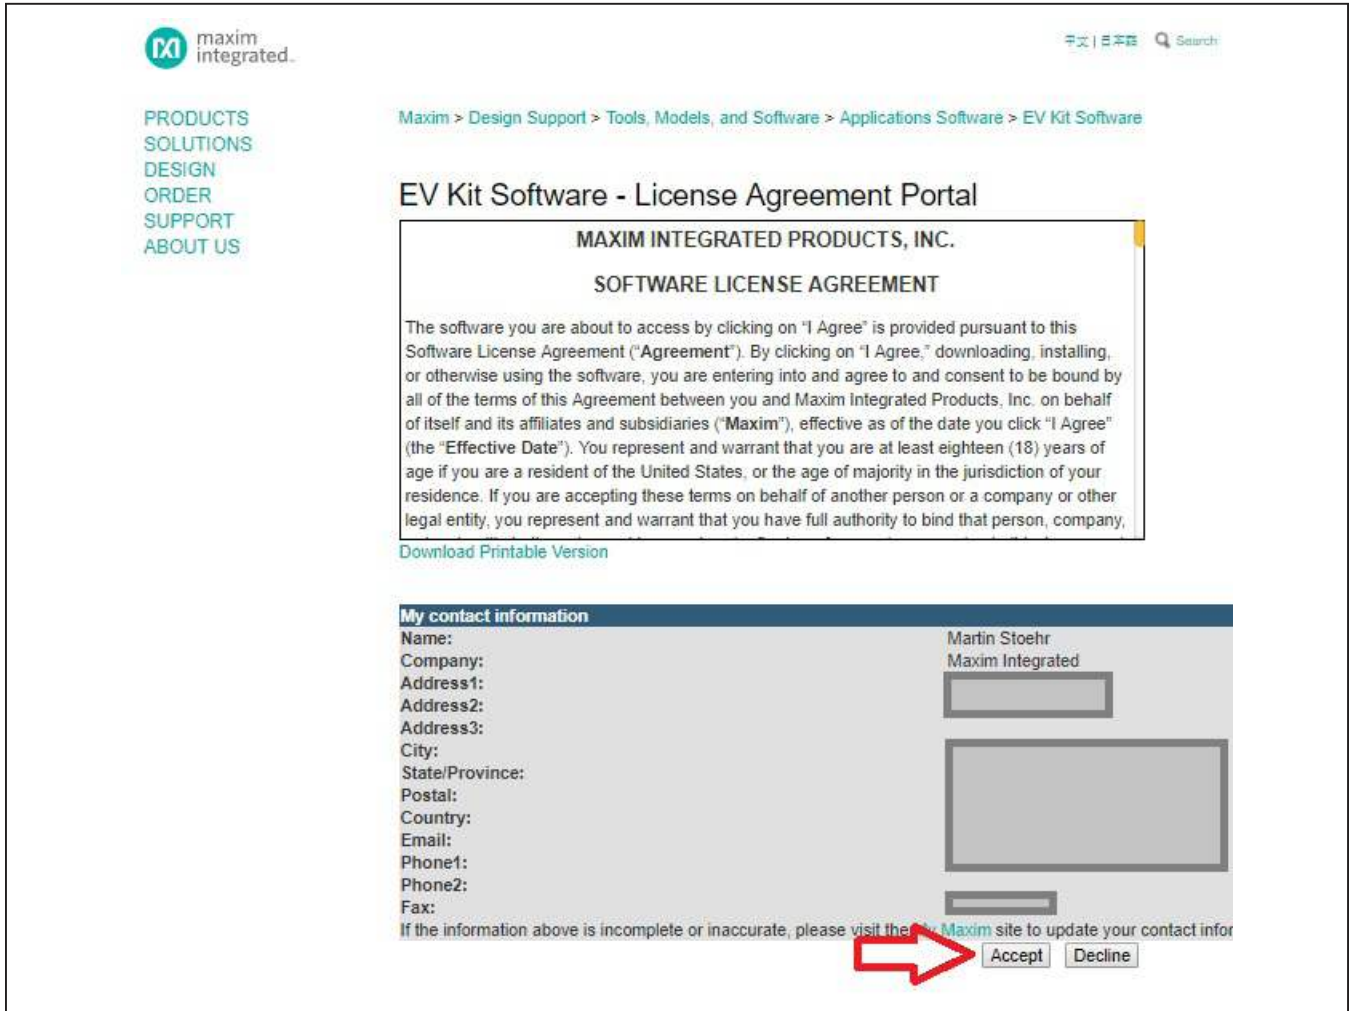 maxim
integrated™
中文 | 日本語 Search
PRODUCTS
SOLUTIONS
DESIGN
ORDER
SUPPORT
ABOUT US
Maxim > Design Support > Tools, Models, and Software > Applications Software > EV Kit Software
EV Kit Software - License Agreement Portal
MAXIM INTEGRATED PRODUCTS, INC.
SOFTWARE LICENSE AGREEMENT
The software you are about to access by clicking on “I Agree” is provided pursuant to this
Software License Agreement (“Agreement”). By clicking on “I Agree,” downloading, installing,
or otherwise using the software, you are entering into and agree to and consent to be bound by
all of the terms of this Agreement between you and Maxim Integrated Products, Inc. on behalf
of itself and its affiliates and subsidiaries (“Maxim”), effective as of the date you click “I Agree”
(the “Effective Date”). You represent and warrant that you are at least eighteen (18) years of
age if you are a resident of the United States, or the age of majority in the jurisdiction of your
residence. If you are accepting these terms on behalf of another person or a company or other
legal entity, you represent and warrant that you have full authority to bind that person, company,
Download Printable Version
My contact information
Name: Martin Stoehr
Company: Maxim Integrated
Address1:
Address2:
Address3:
City:
State/Province:
Postal:
Country:
Email:
Phone1:
Phone2:
Fax:
If the information above is incomplete or inaccurate, please visit the My Maxim site to update your contact infor
Accept Decline